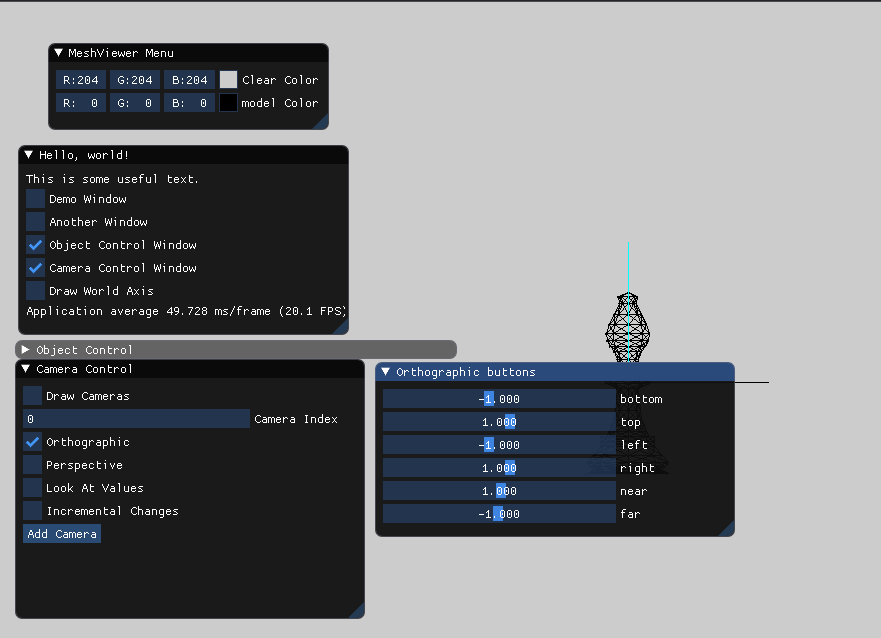 MeshViewer Menu
R:204 G:204 B:204 Clear Color
R: 0 G: 0 B: 0 model Color
Hello, world!
This is some useful text.
Demo Window
Another Window
Object Control Window
Camera Control Window
Draw World Axis
Application average 49.728 ms/frame (20.1 FPS)
Object Control
Camera Control
Draw Cameras
0 Camera Index
Orthographic
Perspective
Look At Values
Incremental Changes
Add Camera
Orthographic buttons
-1.000 bottom
1.000 top
-1.000 left
1.000 right
1.000 near
-1.000 far